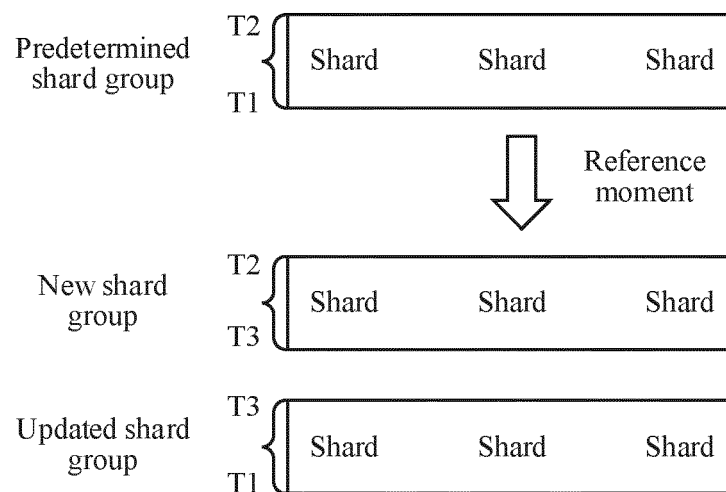 T2
Predetermined
shard group
Shard Shard Shard
T1
Reference
moment
T2
New shard
group
Shard Shard Shard
T3
T3
Updated shard
group
Shard Shard Shard
T1